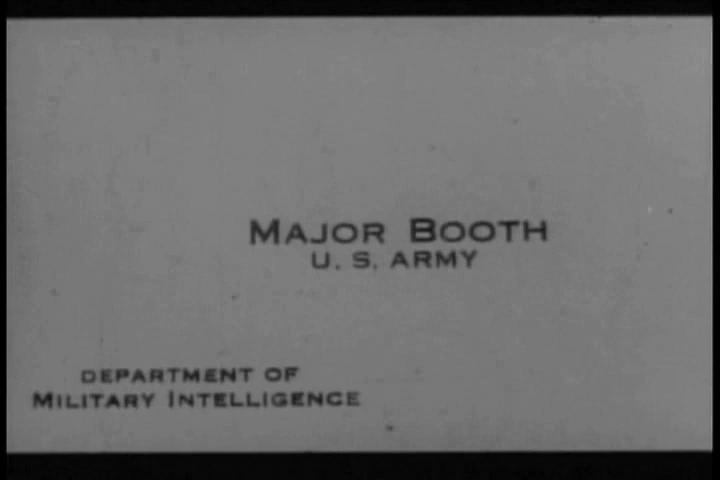 MAJOR BOOTH
U. S. ARMY
DEPARTMENT OF
MILITARY INTELLIGENCE